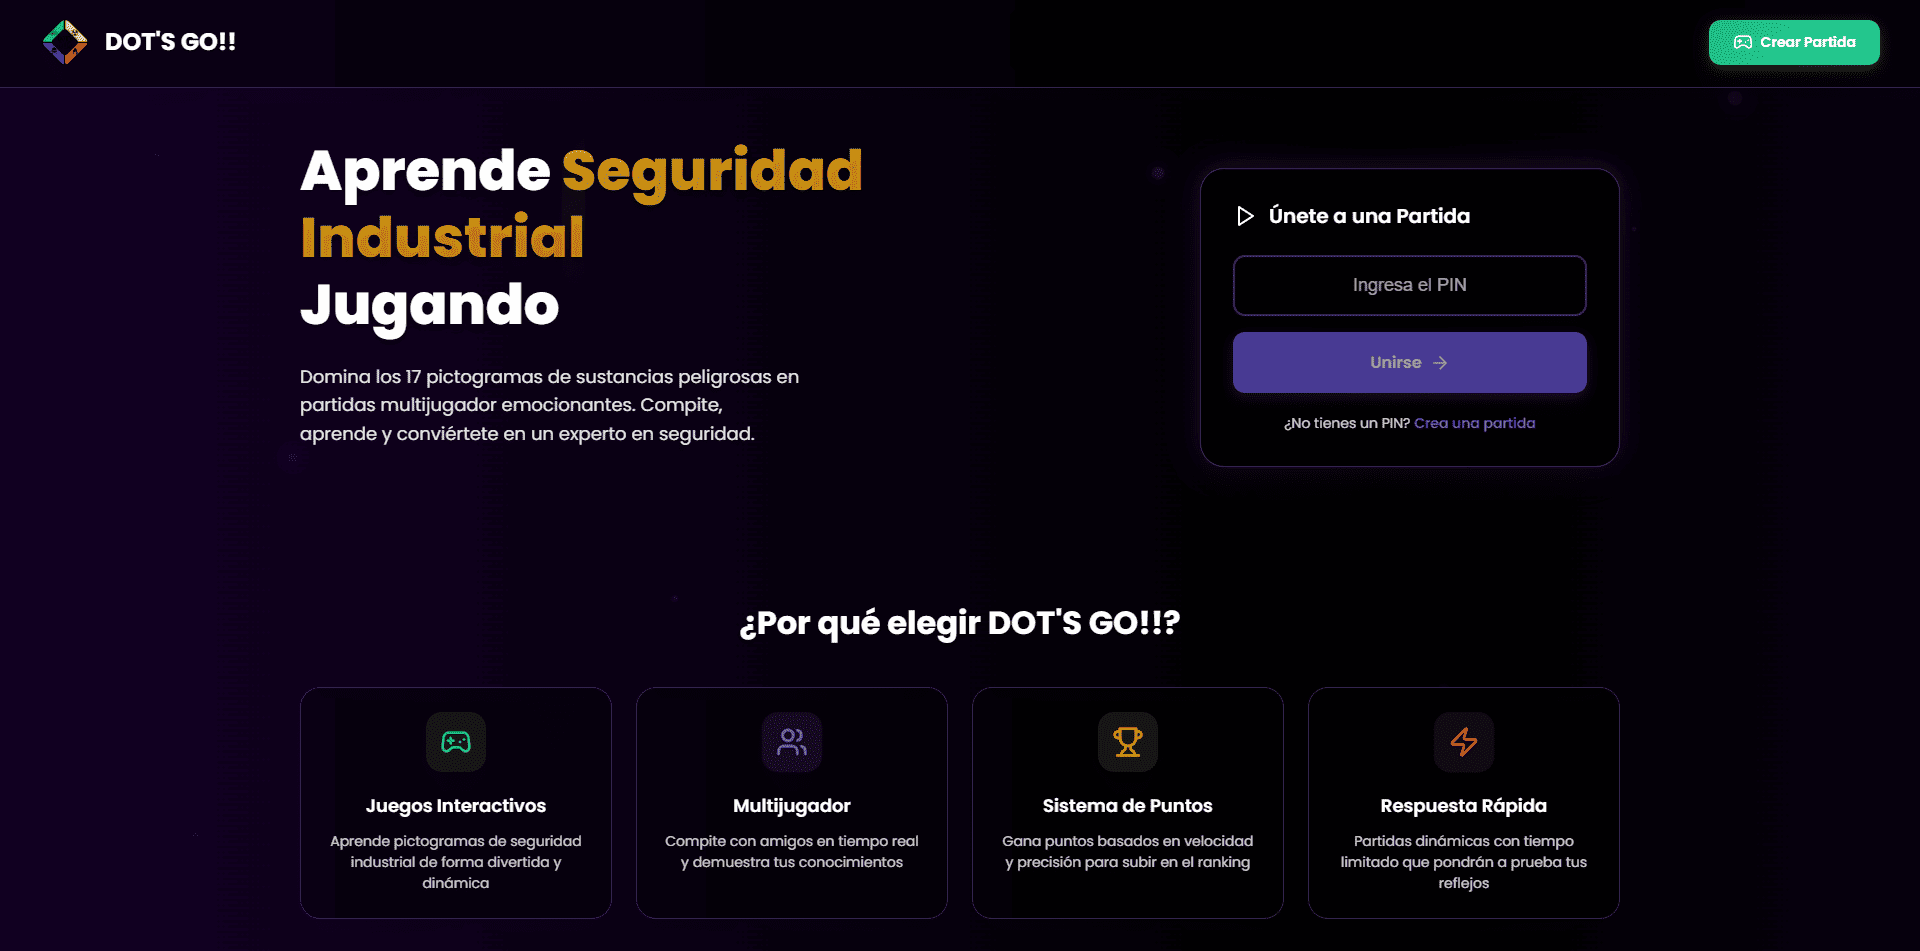 DOT'S GO!!
Crear Partida
Aprende Seguridad
Industrial
Jugando
Domina los 17 pictogramas de sustancias peligrosas en
partidas multijugador emocionantes. Compite,
aprende y conviértete en un experto en seguridad.
Únete a una Partida
Ingresa el PIN
Unirse
¿No tienes un PIN? Crea una partida
¿Por qué elegir DOT'S GO!!?
Juegos Interactivos
Aprende pictogramas de seguridad
industrial de forma divertida y
dinámica
Multijugador
Compite con amigos en tiempo real
y demuestra tus conocimientos
Sistema de Puntos
Gana puntos basados en velocidad
y precisión para subir en el ranking
Respuesta Rápida
Partidas dinámicas con tiempo
limitado que pondrán a prueba tus
reflejos